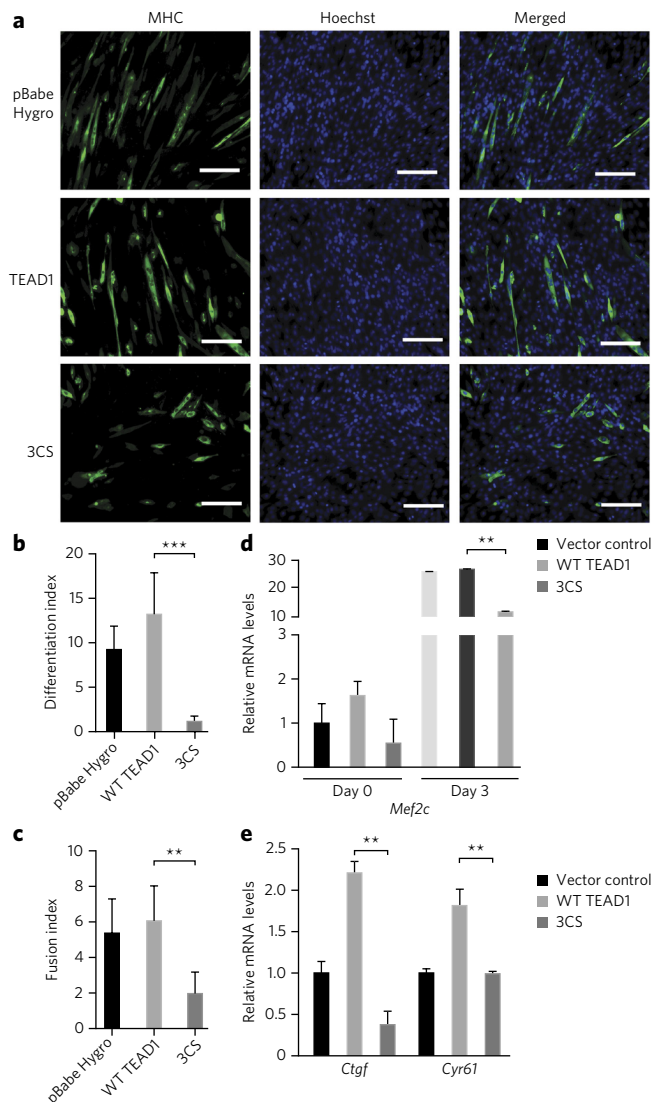 a
MHC
Hoechst
Merged
pBabe
Hygro
TEAD1
3CS
b
***
Differentiation index
20
15
10
5
0
pBabe Hygro
WT TEAD1
3CS
d
**
Relative mRNA levels
30
20
10
3
2
1
0
Day 0
Day 3
Mef2c
Vector control
WT TEAD1
3CS
c
**
Fusion index
10
8
6
4
2
0
pBabe Hygro
WT TEAD1
3CS
e
**
**
Relative mRNA levels
2.5
2.0
1.5
1.0
0.5
0
Ctgf
Cyr61
Vector control
WT TEAD1
3CS